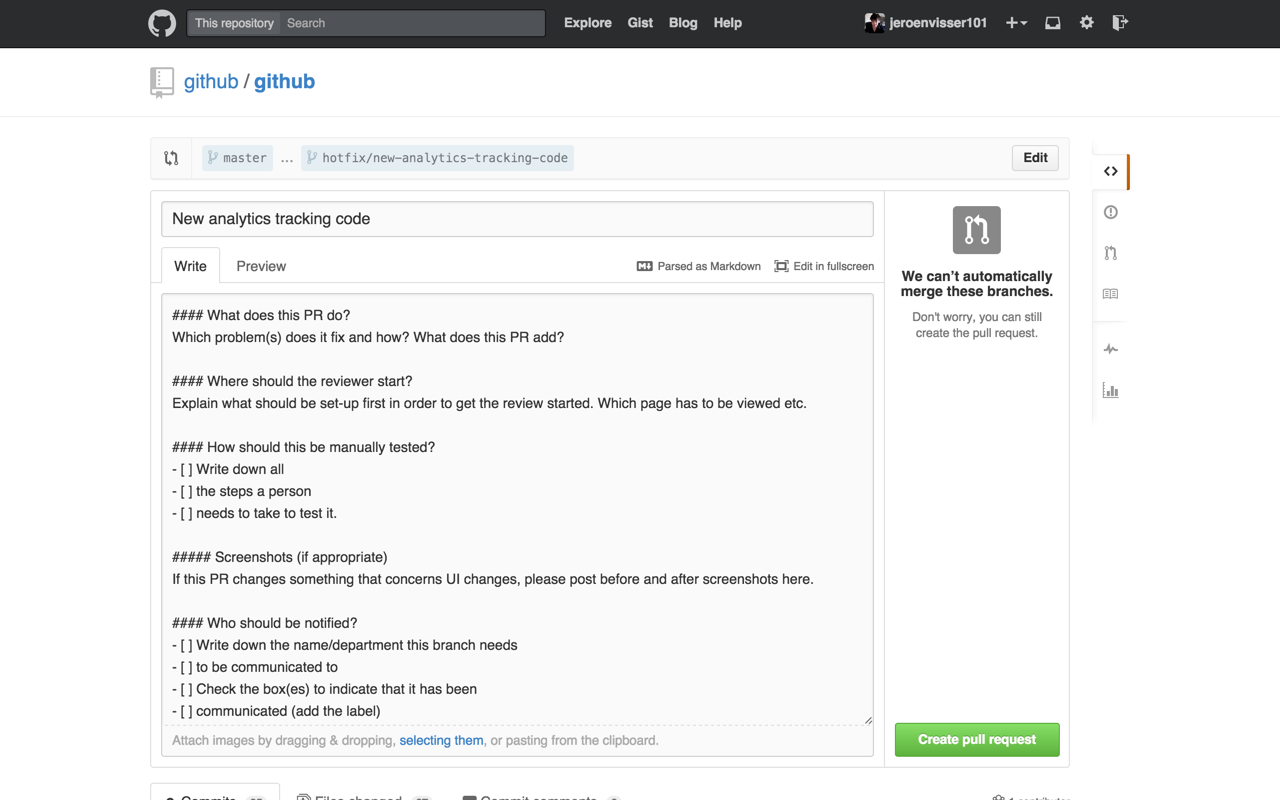 This repository Search Explore Gist Blog Help jeroenvisser101
github / github
master ... hotfix/new-analytics-tracking-code Edit
New analytics tracking code
Write Preview Parsed as Markdown Edit in fullscreen
We can't automatically
merge these branches.
Don't worry, you can still
create the pull request.
#### What does this PR do?
Which problem(s) does it fix and how? What does this PR add?
#### Where should the reviewer start?
Explain what should be set-up first in order to get the review started. Which page has to be viewed etc.
#### How should this be manually tested?
- [ ] Write down all
- [ ] the steps a person
- [ ] needs to take to test it.
##### Screenshots (if appropriate)
If this PR changes something that concerns UI changes, please post before and after screenshots here.
#### Who should be notified?
- [ ] Write down the name/department this branch needs
- [ ] to be communicated to
- [ ] Check the box(es) to indicate that it has been
- [ ] communicated (add the label)
Attach images by dragging & dropping, selecting them, or pasting from the clipboard.
Create pull request
Commits Files changed Commit comments 1 contributor